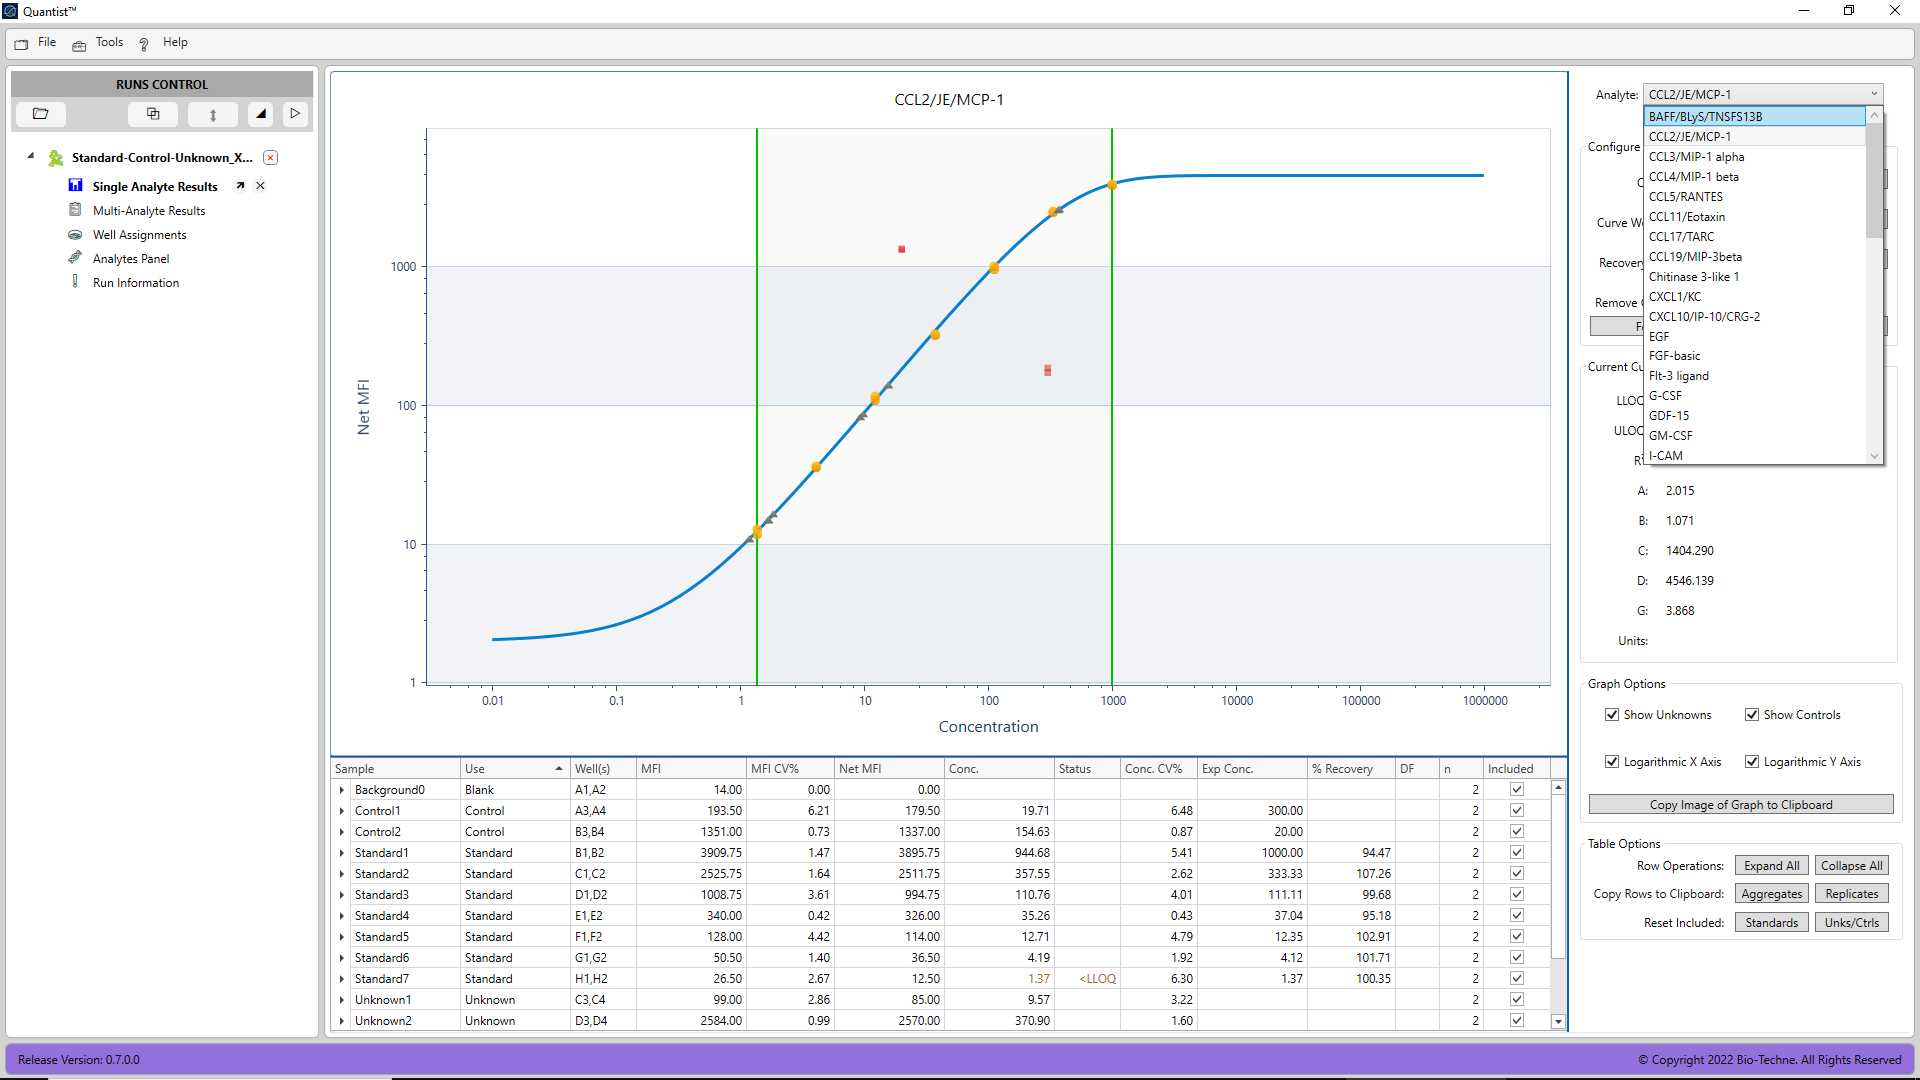 Quantist™
File Tools Help
RUNS CONTROL
Standard-Control-Unknown_X...
Single Analyte Results
Multi-Analyte Results
Well Assignments
Analytes Panel
Run Information
CCL2/JE/MCP-1
Net MFI
1000
100
10
1
0.01 0.1 1 10 100 1000 10000 100000 1000000
Concentration
Analyte: CCL2/JE/MCP-1
BAFF/BLyS/TNSFS13B
CCL2/JE/MCP-1
CCL3/MIP-1 alpha
CCL4/MIP-1 beta
CCL5/RANTES
CCL11/Eotaxin
CCL17/TARC
CCL19/MIP-3beta
Chitinase 3-like 1
CXCL1/KC
CXCL10/IP-10/CRG-2
EGF
FGF-basic
Flt-3 ligand
G-CSF
GDF-15
GM-CSF
I-CAM
Configure
Curve
Recovery
Remove
Current
A: 2.015
B: 1.071
C: 1404.290
D: 4546.139
G: 3.868
Units:
Graph Options
Show Unknowns Show Controls
Logarithmic X Axis Logarithmic Y Axis
Copy Image of Graph to Clipboard
Table Options
Row Operations: Expand All Collapse All
Copy Rows to Clipboard: Aggregates Replicates
Reset Included: Standards Unks/Ctrls
Sample Use Well(s) MFI MFI CV% Net MFI Conc. Status Conc. CV% Exp Conc. % Recovery DF n Included
Background0 Blank A1,A2 14.00 0.00 0.00 2
Control1 Control A3,A4 193.50 6.21 179.50 19.71 6.48 300.00 2
Control2 Control B3,B4 1351.00 0.73 1337.00 154.63 0.87 20.00 2
Standard1 Standard B1,B2 3909.75 1.47 3895.75 944.68 5.41 1000.00 94.47 2
Standard2 Standard C1,C2 2525.75 1.64 2511.75 357.55 2.62 333.33 107.26 2
Standard3 Standard D1,D2 1008.75 3.61 994.75 110.76 4.01 111.11 99.68 2
Standard4 Standard E1,E2 340.00 0.42 326.00 35.26 0.43 37.04 95.18 2
Standard5 Standard F1,F2 128.00 4.42 114.00 12.71 4.79 12.35 102.91 2
Standard6 Standard G1,G2 50.50 1.40 36.50 4.19 1.92 4.12 101.71 2
Standard7 Standard H1,H2 26.50 2.67 12.50 1.37 <LLOQ 6.30 1.37 100.35 2
Unknown1 Unknown C3,C4 99.00 2.86 85.00 9.57 3.22 2
Unknown2 Unknown D3,D4 2584.00 0.99 2570.00 370.90 1.60 2
Release Version: 0.7.0.0
© Copyright 2022 Bio-Techne. All Rights Reserved